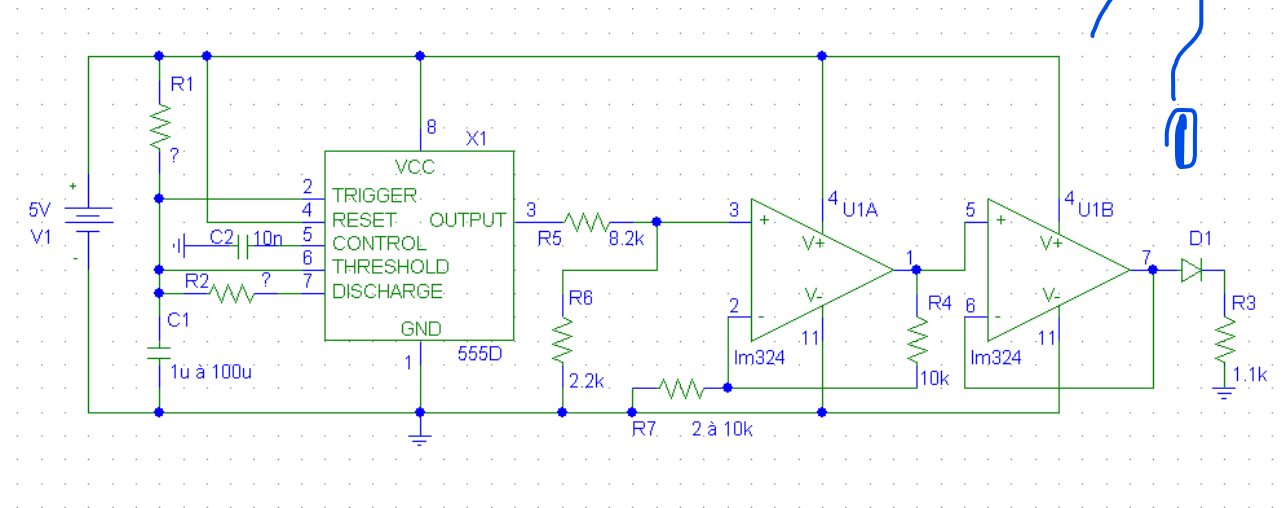 R1
?
8
X1
VCC
2
TRIGGER
4
RESET
OUTPUT
3
5
CONTROL
6
THRESHOLD
7
DISCHARGE
GND
1
555D
+
5V
V1
-
C2
10n
R2
?
C1
1u à 100u
R5
8.2k
R6
2.2k
3
+
4
U1A
V+
1
2
-
V-
11
lm324
R4
10k
R7
2 à 10k
5
+
4
U1B
V+
7
6
-
V-
11
lm324
D1
R3
1.1k